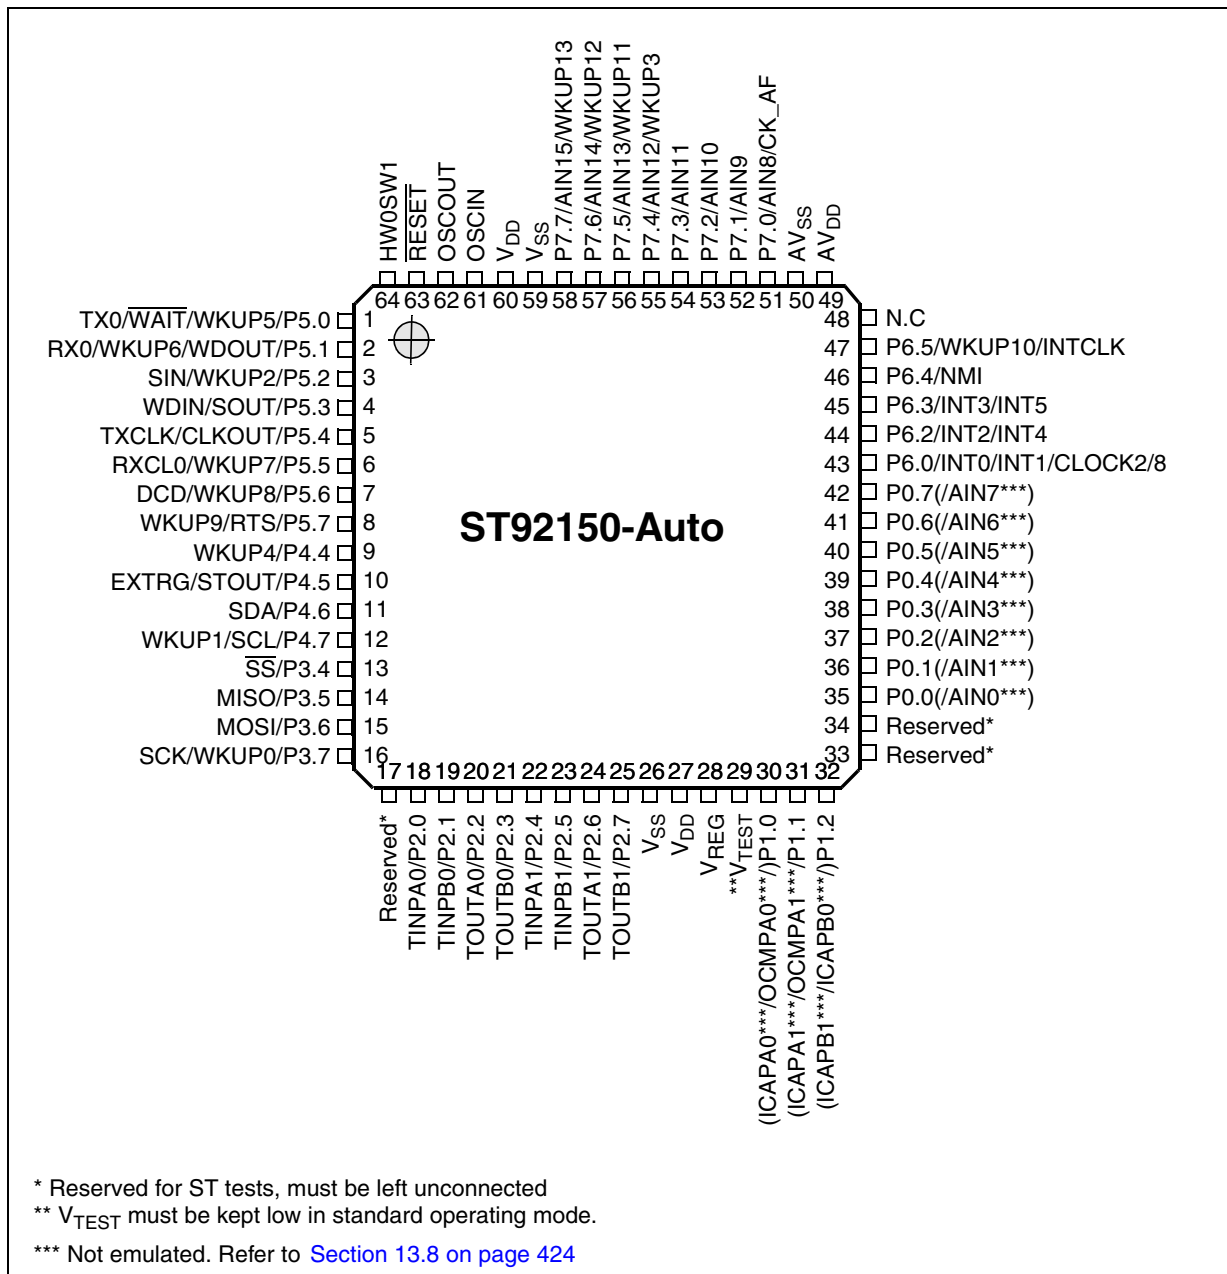 HW0SW1
RESET
OSCOUT
OSCIN
VDD
VSS
P7.7/AIN15/WKUP13
P7.6/AIN14/WKUP12
P7.5/AIN13/WKUP11
P7.4/AIN12/WKUP3
P7.3/AIN11
P7.2/AIN10
P7.1/AIN9
P7.0/AIN8/CK_AF
AVSS
AVDD
64 63 62 61 60 59 58 57 56 55 54 53 52 51 50 49
TX0/WAIT/WKUP5/P5.0 1
RX0/WKUP6/WDOUT/P5.1 2
SIN/WKUP2/P5.2 3
WDIN/SOUT/P5.3 4
TXCLK/CLKOUT/P5.4 5
RXCL0/WKUP7/P5.5 6
DCD/WKUP8/P5.6 7
WKUP9/RTS/P5.7 8
WKUP4/P4.4 9
EXTRG/STOUT/P4.5 10
SDA/P4.6 11
WKUP1/SCL/P4.7 12
SS/P3.4 13
MISO/P3.5 14
MOSI/P3.6 15
SCK/WKUP0/P3.7 16
ST92150-Auto
48 N.C
47 P6.5/WKUP10/INTCLK
46 P6.4/NMI
45 P6.3/INT3/INT5
44 P6.2/INT2/INT4
43 P6.0/INT0/INT1/CLOCK2/8
42 P0.7(/AIN7***)
41 P0.6(/AIN6***)
40 P0.5(/AIN5***)
39 P0.4(/AIN4***)
38 P0.3(/AIN3***)
37 P0.2(/AIN2***)
36 P0.1(/AIN1***)
35 P0.0(/AIN0***)
34 Reserved*
33 Reserved*
17 18 19 20 21 22 23 24 25 26 27 28 29 30 31 32
Reserved*
TINPA0/P2.0
TINPB0/P2.1
TOUTA0/P2.2
TOUTB0/P2.3
TINPA1/P2.4
TINPB1/P2.5
TOUTA1/P2.6
TOUTB1/P2.7
VSS
VDD
VREG
**VTEST
(ICAPA0***/OCMPA0***/)P1.0
(ICAPA1***/OCMPA1***/P1.1
(ICAPB1***/ICAPB0***/)P1.2
* Reserved for ST tests, must be left unconnected
** VTEST must be kept low in standard operating mode.
*** Not emulated. Refer to Section 13.8 on page 424